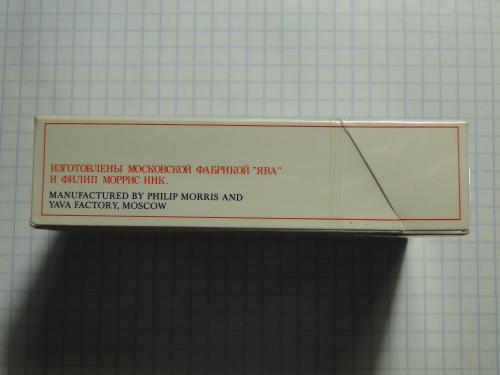 ИЗГОТОВЛЕНЫ МОСКОВСКОЙ ФАБРИКОЙ "ЯВА"
И ФИЛИП МОРРИС ИНК.
MANUFACTURED BY PHILIP MORRIS AND
YAVA FACTORY, MOSCOW